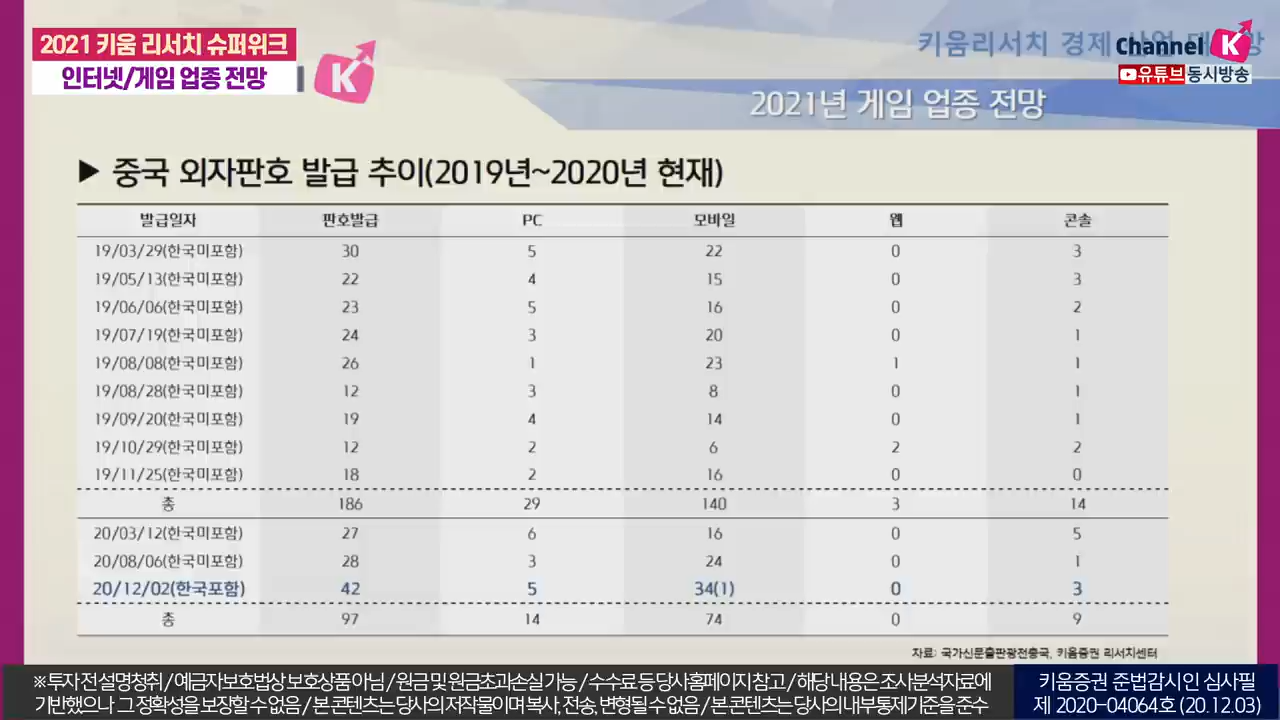 2021 키움 리서치 슈퍼위크
인터넷/게임 업종 전망
K
키움리서치 경제
Channel K
유튜브동시방송
2021년 게임 업종 전망
▶ 중국 외자판호 발급 추이(2019년~2020년 현재)
발급일자 판호발급 PC 모바일 웹 콘솔
19/03/29(한국미포함) 30 5 22 0 3
19/05/13(한국미포함) 22 4 15 0 3
19/06/06(한국미포함) 23 5 16 0 2
19/07/19(한국미포함) 24 3 20 0 1
19/08/08(한국미포함) 26 1 23 1 1
19/08/28(한국미포함) 12 3 8 0 1
19/09/20(한국미포함) 19 4 14 0 1
19/10/29(한국미포함) 12 2 6 2 2
19/11/25(한국미포함) 18 2 16 0 0
총 186 29 140 3 14
20/03/12(한국미포함) 27 6 16 0 5
20/08/06(한국미포함) 28 3 24 0 1
20/12/02(한국포함) 42 5 34(1) 0 3
총 97 14 74 0 9
자료: 국가신문출판광전총국, 키움증권 리서치센터
※ 투자 전 설명청취 / 예금자보호법상 보호상품 아님 / 원금 및 원금초과손실 가능 / 수수료 등 당사홈페이지 참고 / 해당 내용은 조사분석자료에
기반했으나 그 정확성을 보장할 수 없음 / 본 콘텐츠는 당사의 저작물이며 복사, 전송, 변형될 수 없음 / 본 콘텐츠는 당사의 내부통제기준을 준수
키움증권 준법감시인 심사필
제 2020-04064호 (20.12.03)